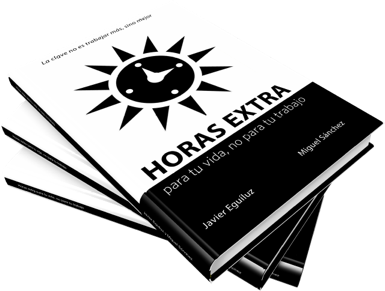 La clave no es trabajar más, sino mejor
HORAS EXTRA
para tu vida, no para tu trabajo
Javier Eguiluz
Miguel Sánchez